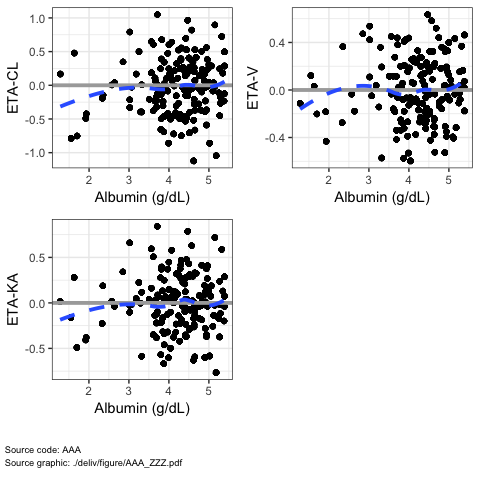 ETA-CL
1.0
0.5
0.0
-0.5
-1.0
2 3 4 5
Albumin (g/dL)
ETA-V
0.4
0.0
-0.4
2 3 4 5
Albumin (g/dL)
ETA-KA
0.5
0.0
-0.5
2 3 4 5
Albumin (g/dL)
Source code: AAA
Source graphic: ./deliv/figure/AAA_ZZZ.pdf